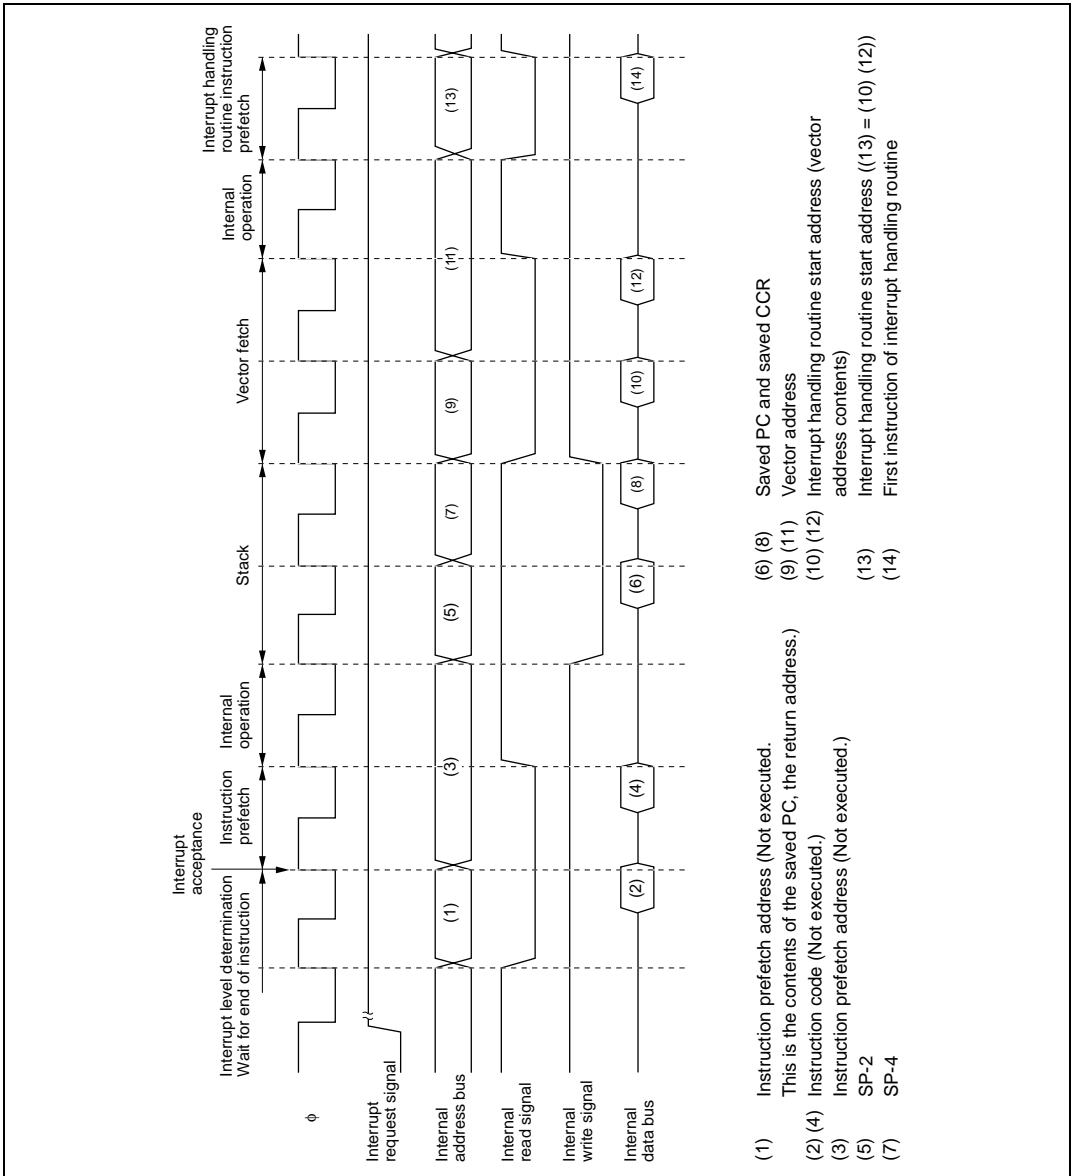 Interrupt
acceptance
Interrupt level determination
Wait for end of instruction
Instruction
prefetch
Internal
operation
Stack
Vector fetch
Internal
operation
Interrupt handling
routine instruction
prefetch
φ
Interrupt
request signal
Internal
address bus
(1)
(3)
(5)
(7)
(9)
(11)
(13)
Internal
read signal
Internal
write signal
Internal
data bus
(2)
(4)
(6)
(8)
(10)
(12)
(14)
(1) Instruction prefetch address (Not executed.
This is the contents of the saved PC, the return address.)
(2) (4) Instruction code (Not executed.)
(3) Instruction prefetch address (Not executed.)
(5) SP-2
(7) SP-4
(6) (8) Saved PC and saved CCR
(9) (11) Vector address
(10) (12) Interrupt handling routine start address (vector
address contents)
(13) Interrupt handling routine start address ((13) = (10) (12))
(14) First instruction of interrupt handling routine